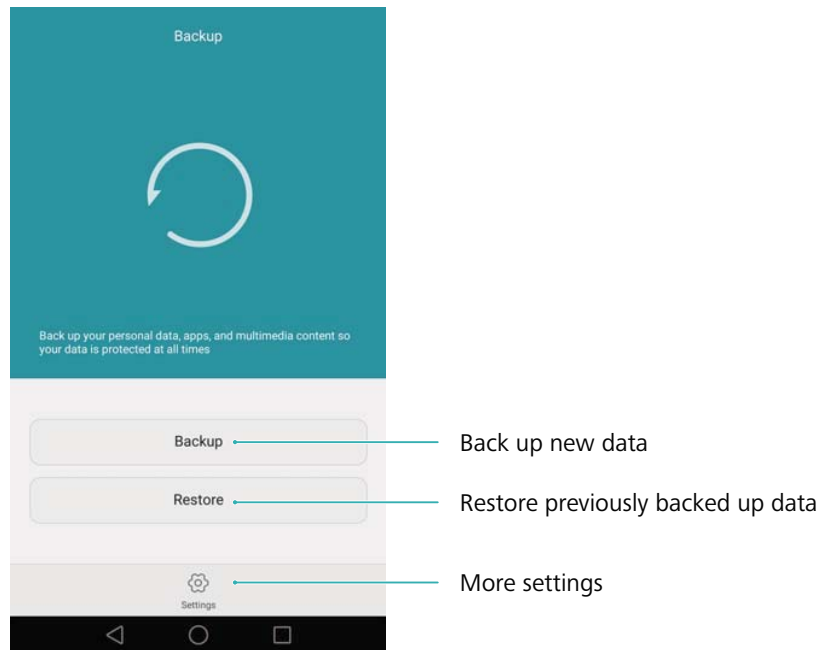 Backup
Back up your personal data, apps, and multimedia content so
your data is protected at all times
Backup
Back up new data
Restore
Restore previously backed up data
More settings
Settings